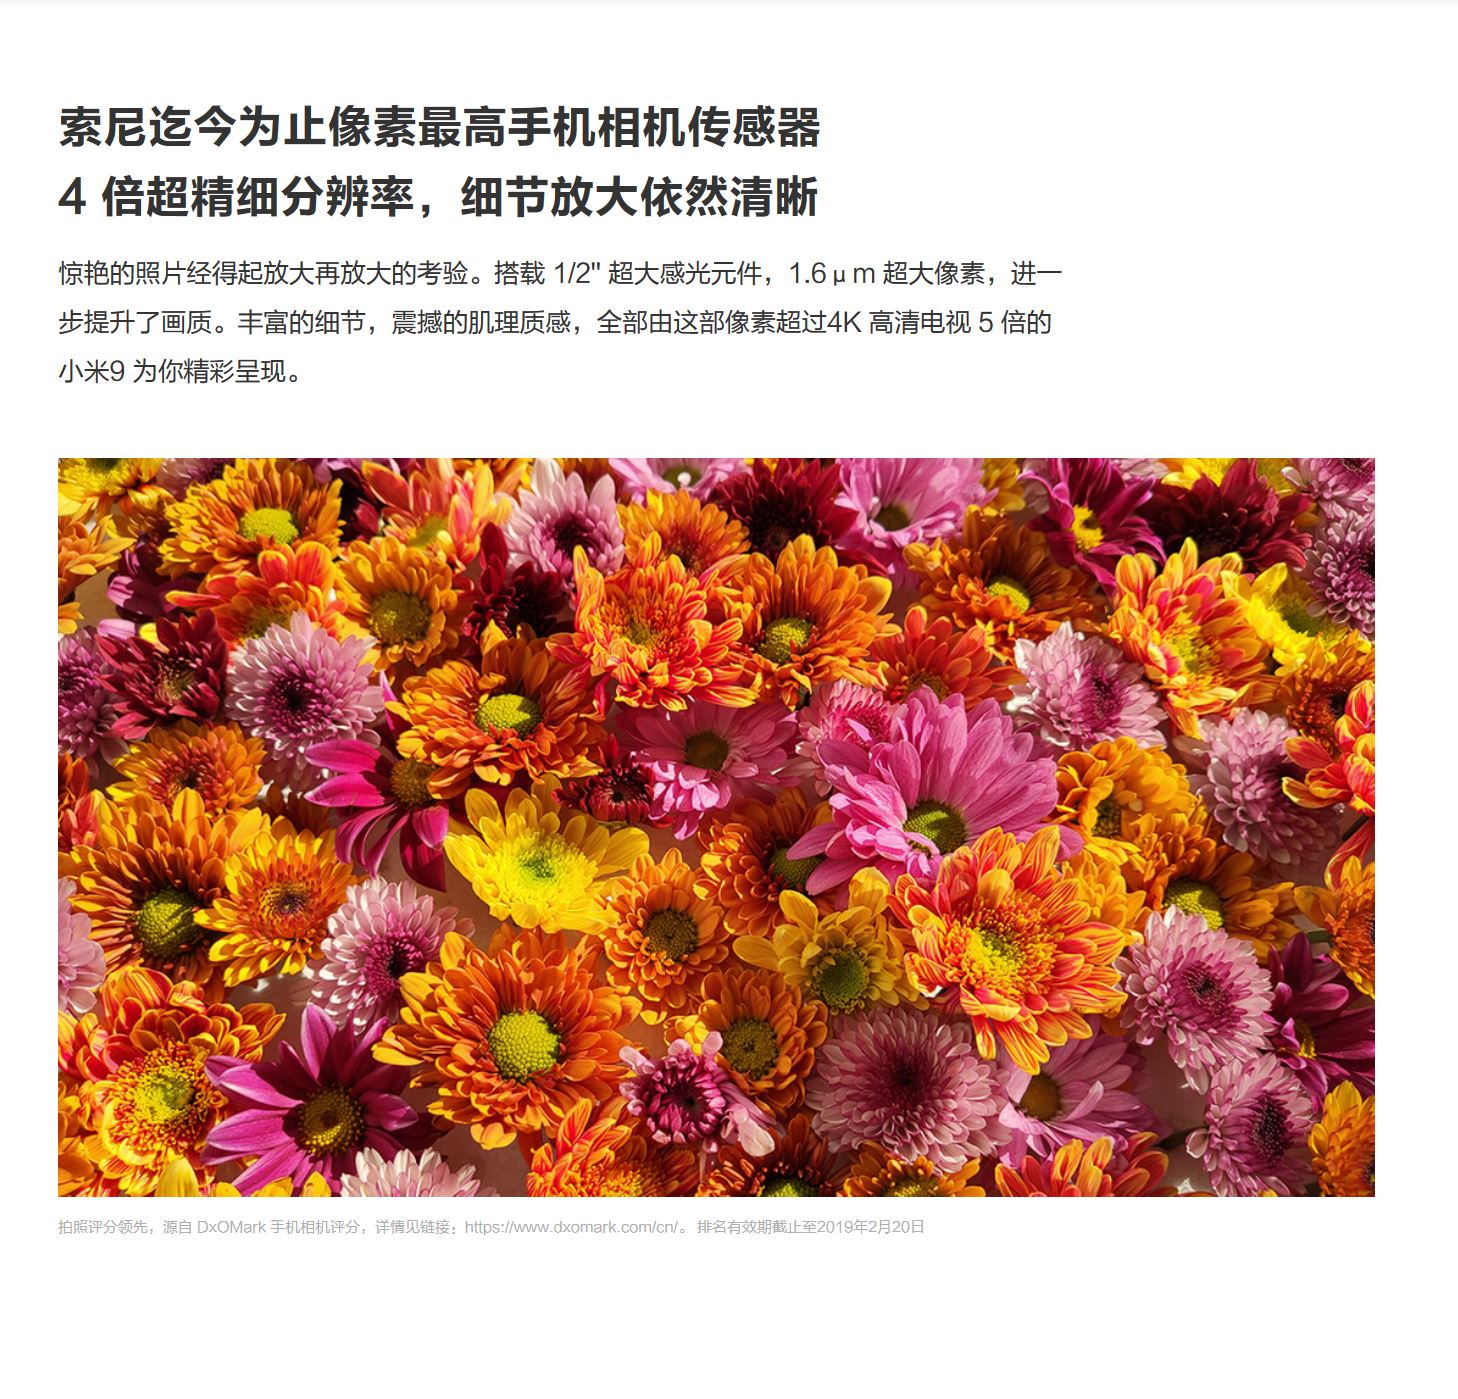 索尼迄今为止像素最高手机相机传感器
4 倍超精细分辨率，细节放大依然清晰
惊艳的照片经得起放大再放大的考验。搭载 1/2" 超大感光元件，1.6μm 超大像素，进一
步提升了画质。丰富的细节，震撼的肌理质感，全部由这部像素超过4K 高清电视 5 倍的
小米9 为你精彩呈现。
拍照评分领先，源自 DxOMark 手机相机评分，详情见链接：https://www.dxomark.com/cn/。 排名有效期截止至2019年2月20日